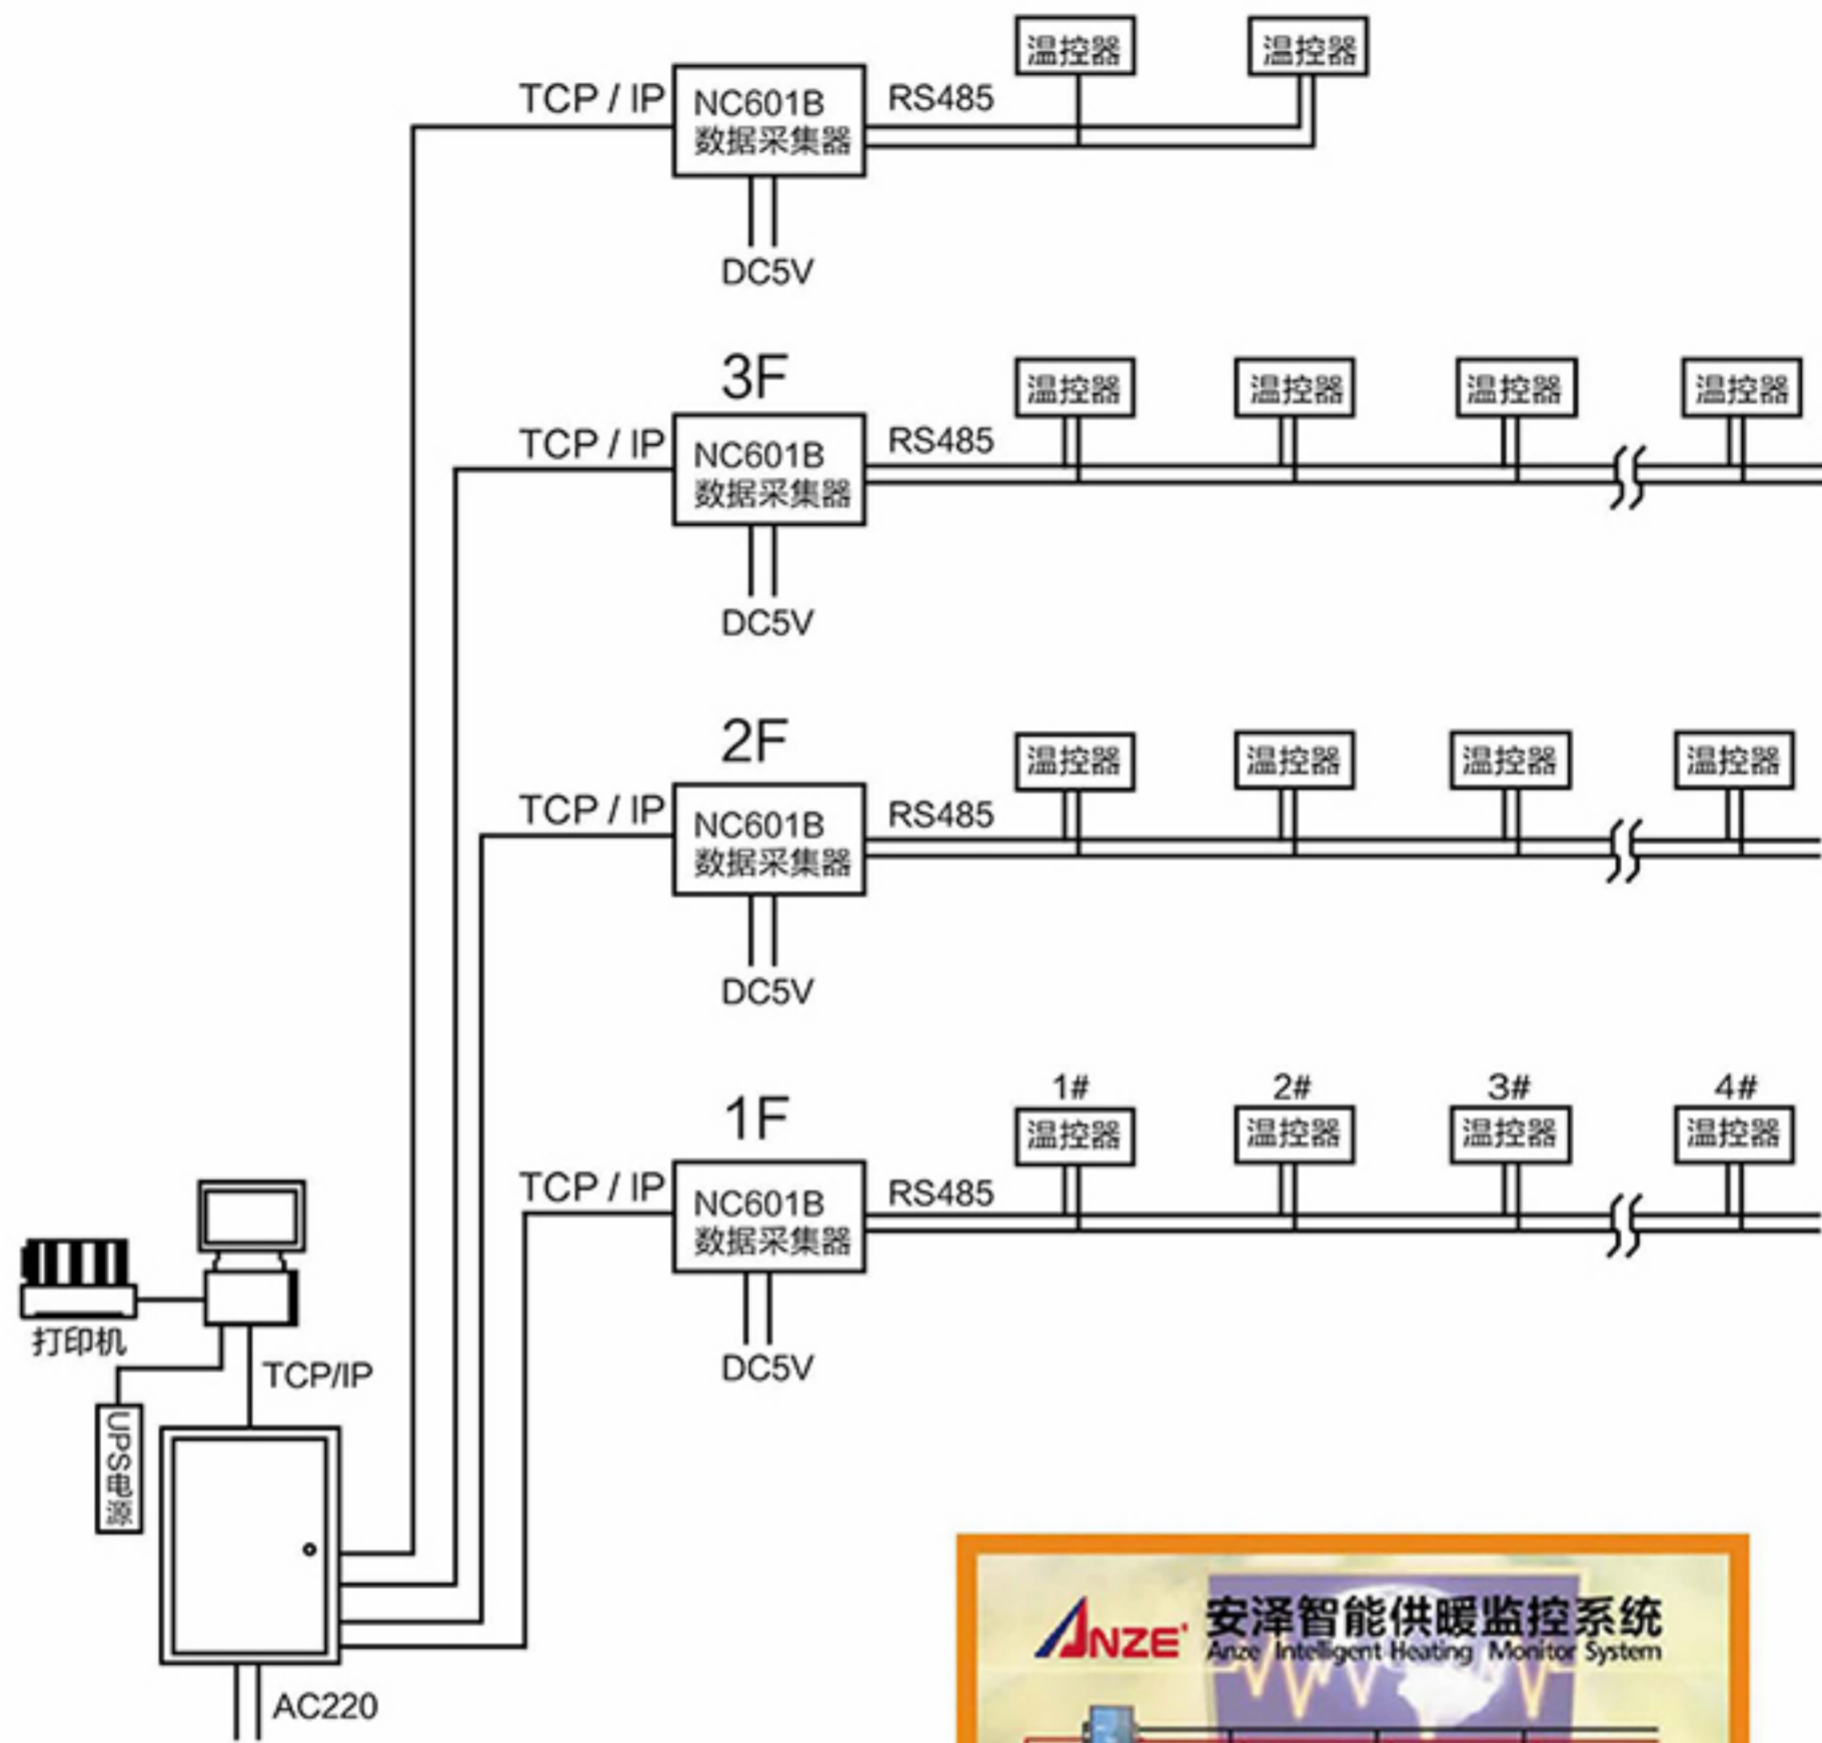 温控器 温控器
TCP / IP NC601B RS485
数据采集器
DC5V
3F
温控器 温控器 温控器 温控器
TCP / IP NC601B RS485
数据采集器
DC5V
2F
温控器 温控器 温控器 温控器
TCP / IP NC601B RS485
数据采集器
DC5V
1# 2# 3# 4#
1F
温控器 温控器 温控器 温控器
TCP / IP NC601B RS485
数据采集器
DC5V
打印机
TCP/IP
UPS电源
AC220
ANZE 安泽智能供暖监控系统
Anze Intelligent Heating Monitor System